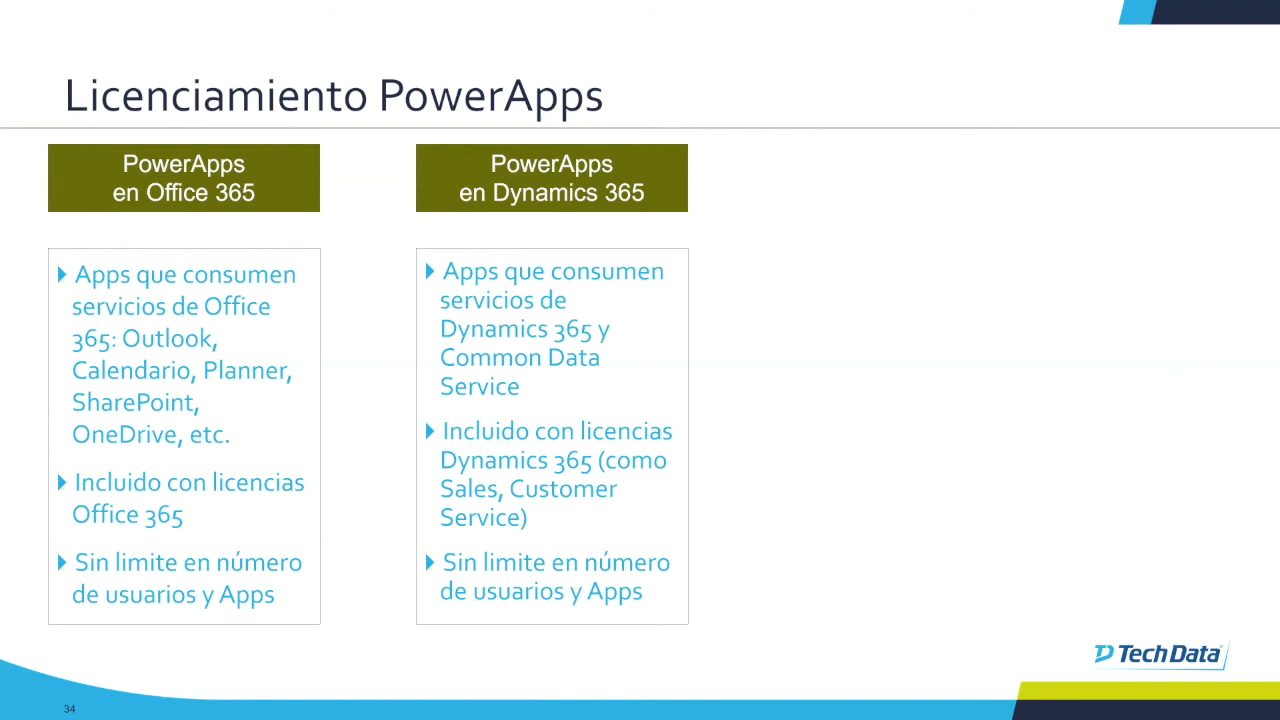 Licenciamiento PowerApps
PowerApps
en Office 365
Apps que consumen
servicios de Office
365: Outlook,
Calendario, Planner,
SharePoint,
OneDrive, etc.
Incluido con licencias
Office 365
Sin limite en número
de usuarios y Apps
PowerApps
en Dynamics 365
Apps que consumen
servicios de
Dynamics 365 y
Common Data
Service
Incluido con licencias
Dynamics 365 (como
Sales, Customer
Service)
Sin limite en número
de usuarios y Apps
Tech Data
34